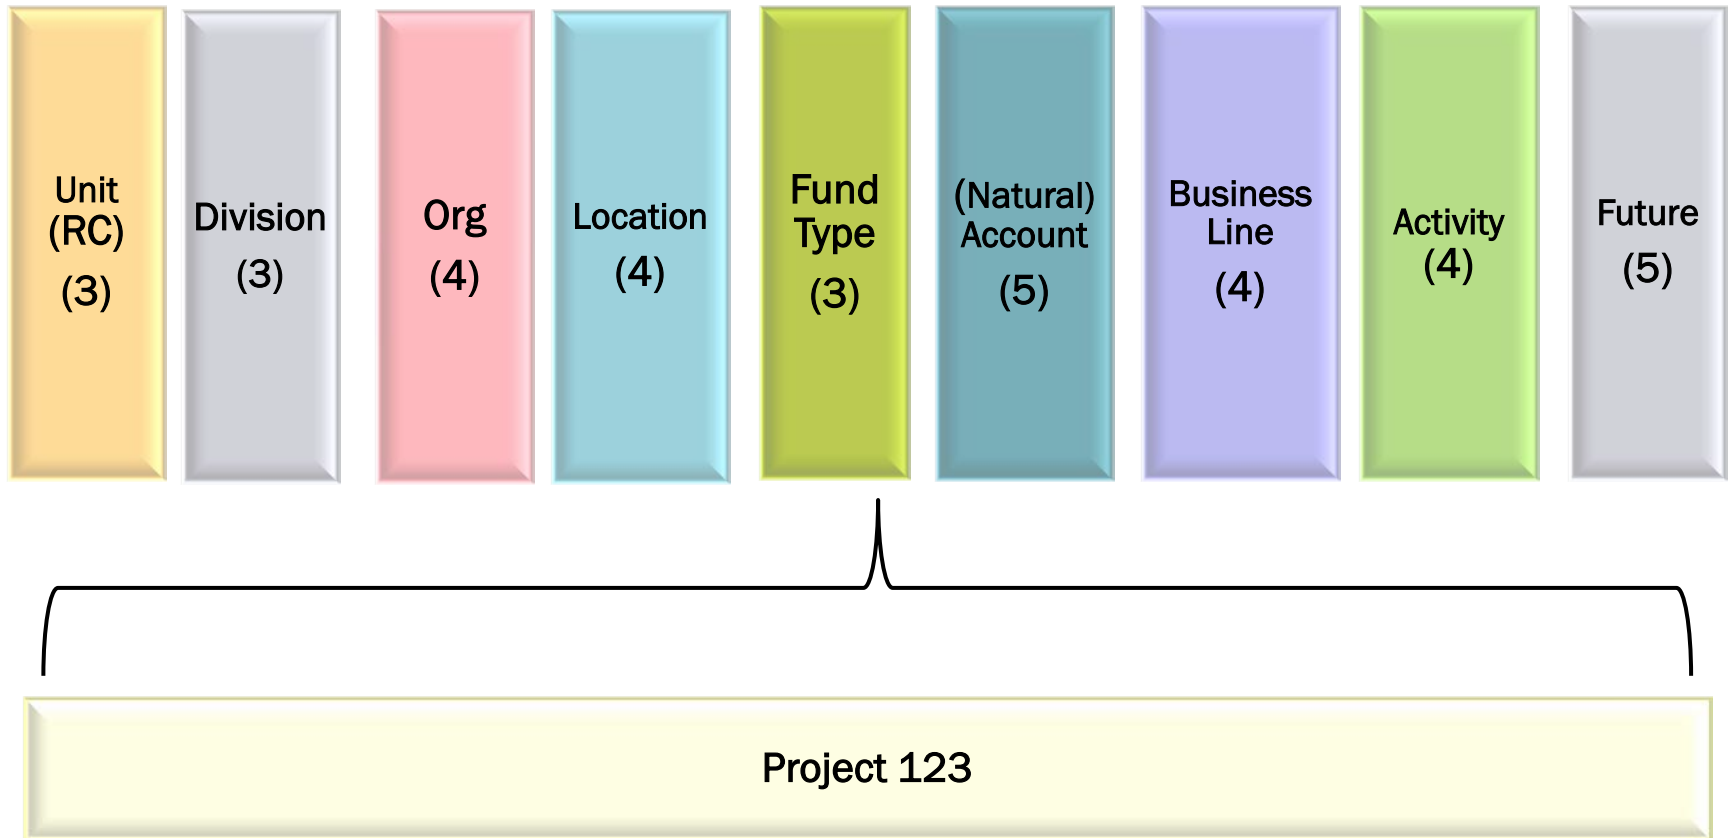 Unit
(RC)
(3)
Division
(3)
Org
(4)
Location
(4)
Fund
Type
(3)
(Natural)
Account
(5)
Business
Line
(4)
Activity
(4)
Future
(5)
Project 123